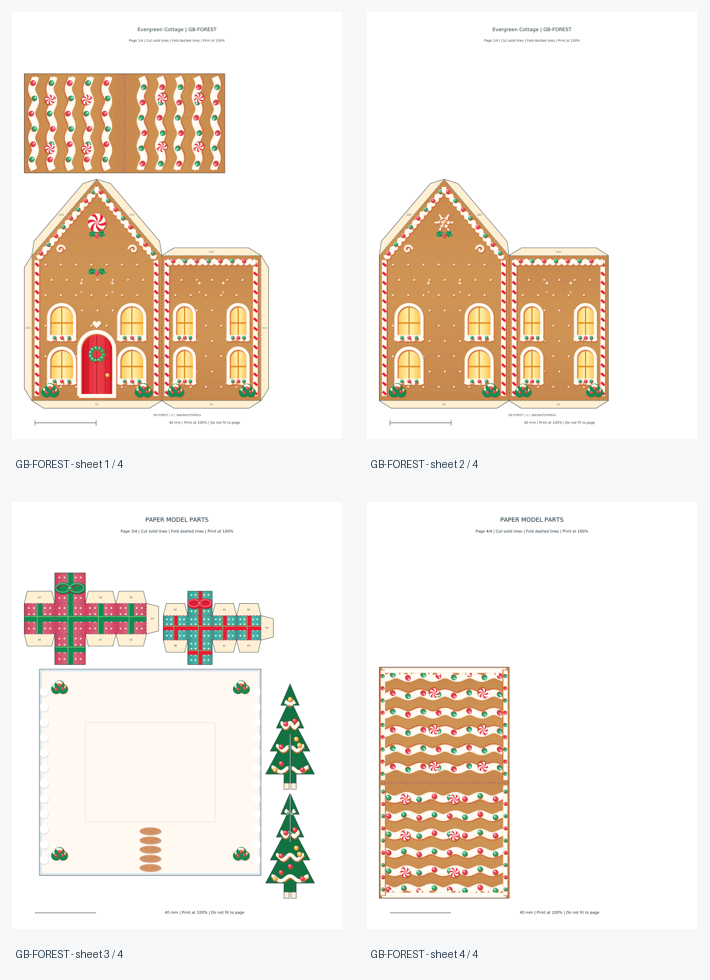 Evergreen Cottage | GB-FOREST
Page 1/4 | Cut solid lines | Fold dashed lines | Print at 100%
40 mm | Print at 100% | Do not fit to page
GB-FOREST - sheet 1 / 4
Evergreen Cottage | GB-FOREST
Page 2/4 | Cut solid lines | Fold dashed lines | Print at 100%
40 mm | Print at 100% | Do not fit to page
GB-FOREST - sheet 2 / 4
PAPER MODEL PARTS
Page 3/4 | Cut solid lines | Fold dashed lines | Print at 100%
40 mm | Print at 100% | Do not fit to page
GB-FOREST - sheet 3 / 4
PAPER MODEL PARTS
Page 4/4 | Cut solid lines | Fold dashed lines | Print at 100%
40 mm | Print at 100% | Do not fit to page
GB-FOREST - sheet 4 / 4